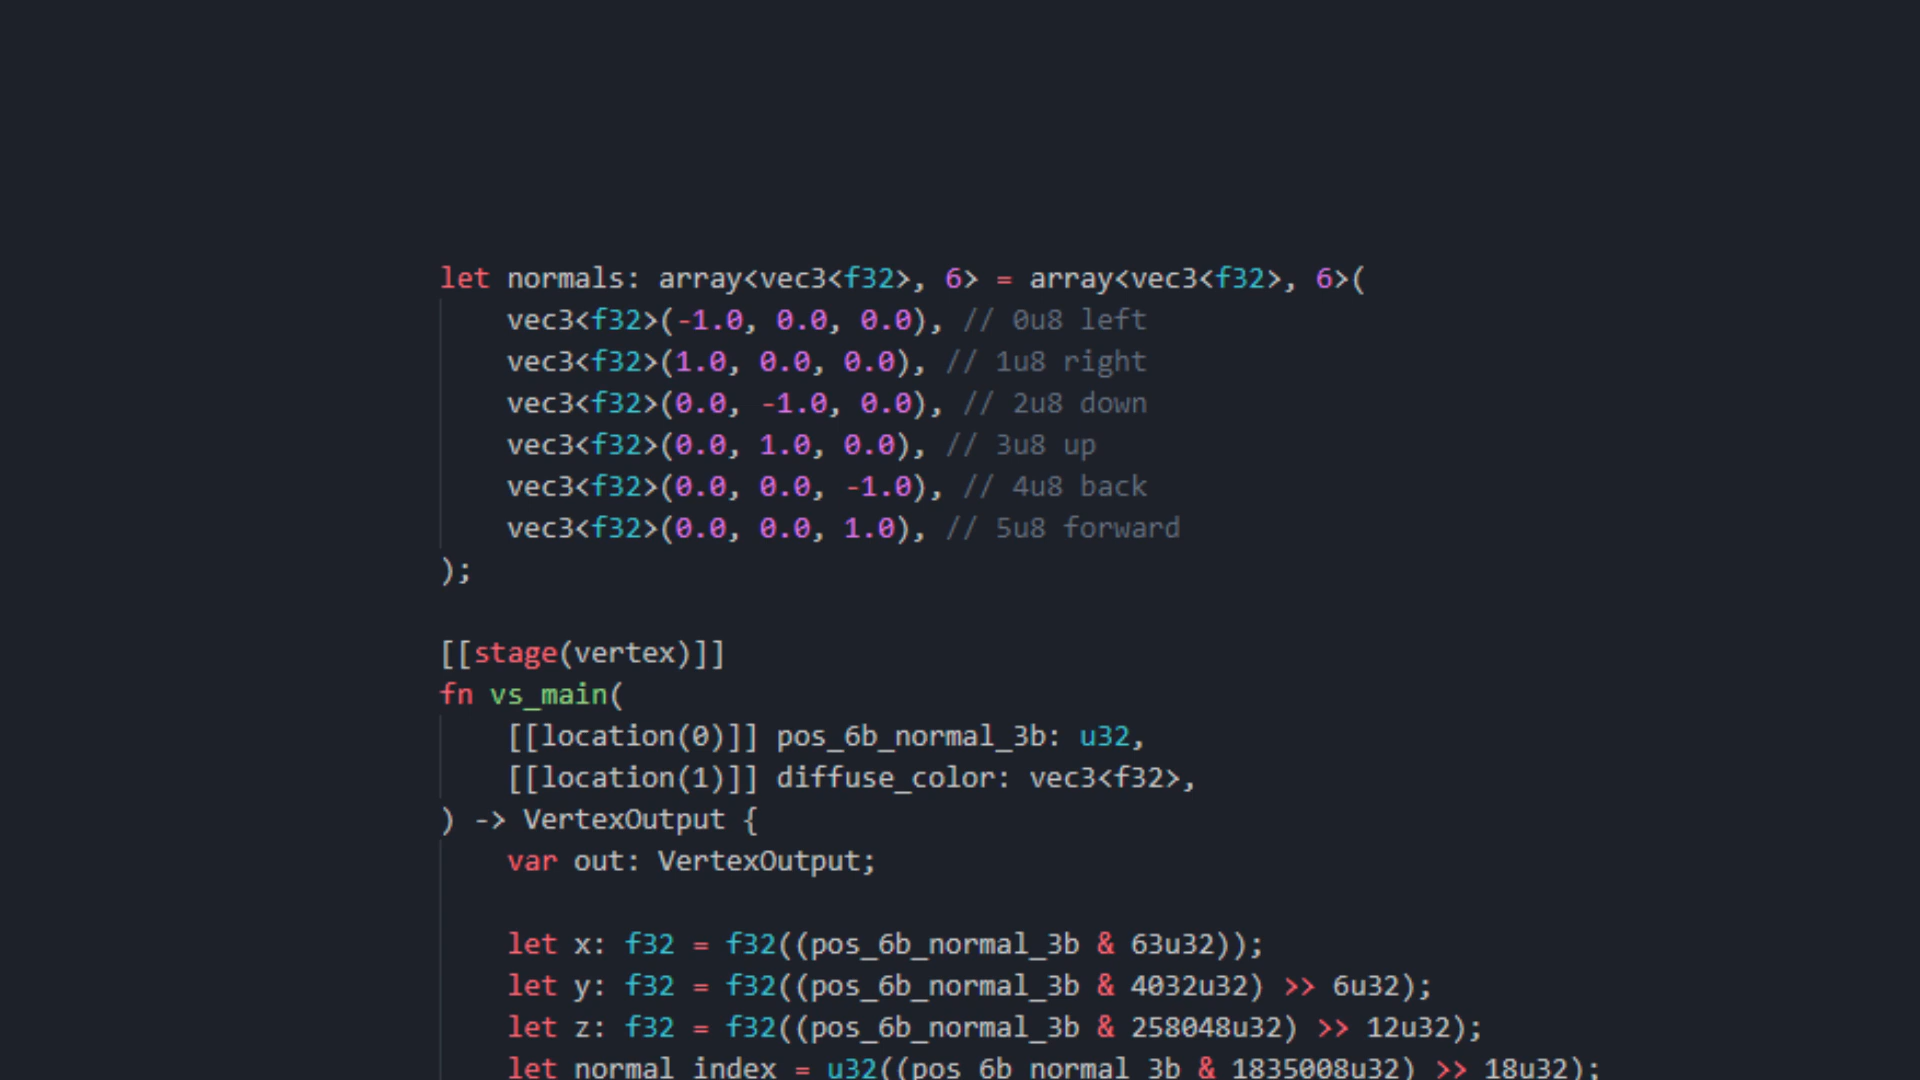 let normals: array<vec3<f32>, 6> = array<vec3<f32>, 6>(
    vec3<f32>(-1.0, 0.0, 0.0), // 0u8 left
    vec3<f32>(1.0, 0.0, 0.0), // 1u8 right
    vec3<f32>(0.0, -1.0, 0.0), // 2u8 down
    vec3<f32>(0.0, 1.0, 0.0), // 3u8 up
    vec3<f32>(0.0, 0.0, -1.0), // 4u8 back
    vec3<f32>(0.0, 0.0, 1.0), // 5u8 forward
);
[[stage(vertex)]]
fn vs_main(
    [[location(0)]] pos_6b_normal_3b: u32,
    [[location(1)]] diffuse_color: vec3<f32>,
) -> VertexOutput {
    var out: VertexOutput;
    let x: f32 = f32((pos_6b_normal_3b & 63u32));
    let y: f32 = f32((pos_6b_normal_3b & 4032u32) >> 6u32);
    let z: f32 = f32((pos_6b_normal_3b & 258048u32) >> 12u32);
    let normal_index = u32((pos_6b_normal_3b & 1835008u32) >> 18u32);